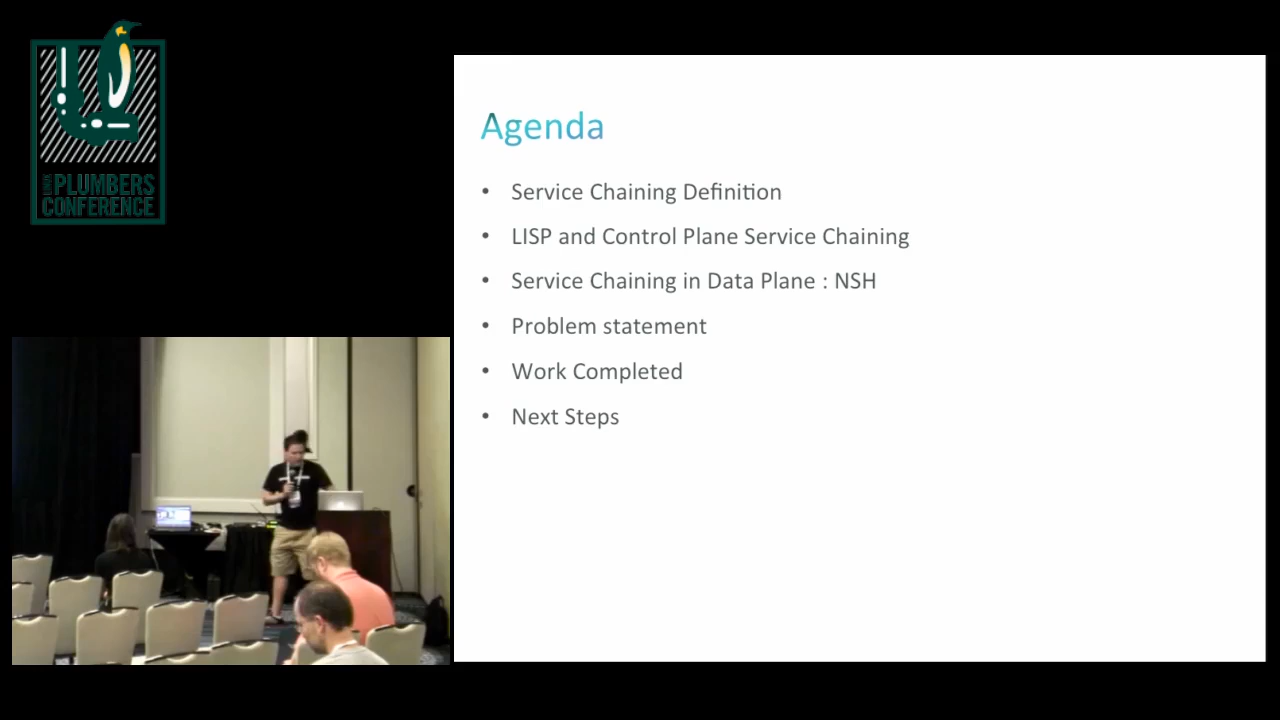 LINUX PLUMBERS
CONFERENCE
Agenda
• Service Chaining Definition
• LISP and Control Plane Service Chaining
• Service Chaining in Data Plane : NSH
• Problem statement
• Work Completed
• Next Steps